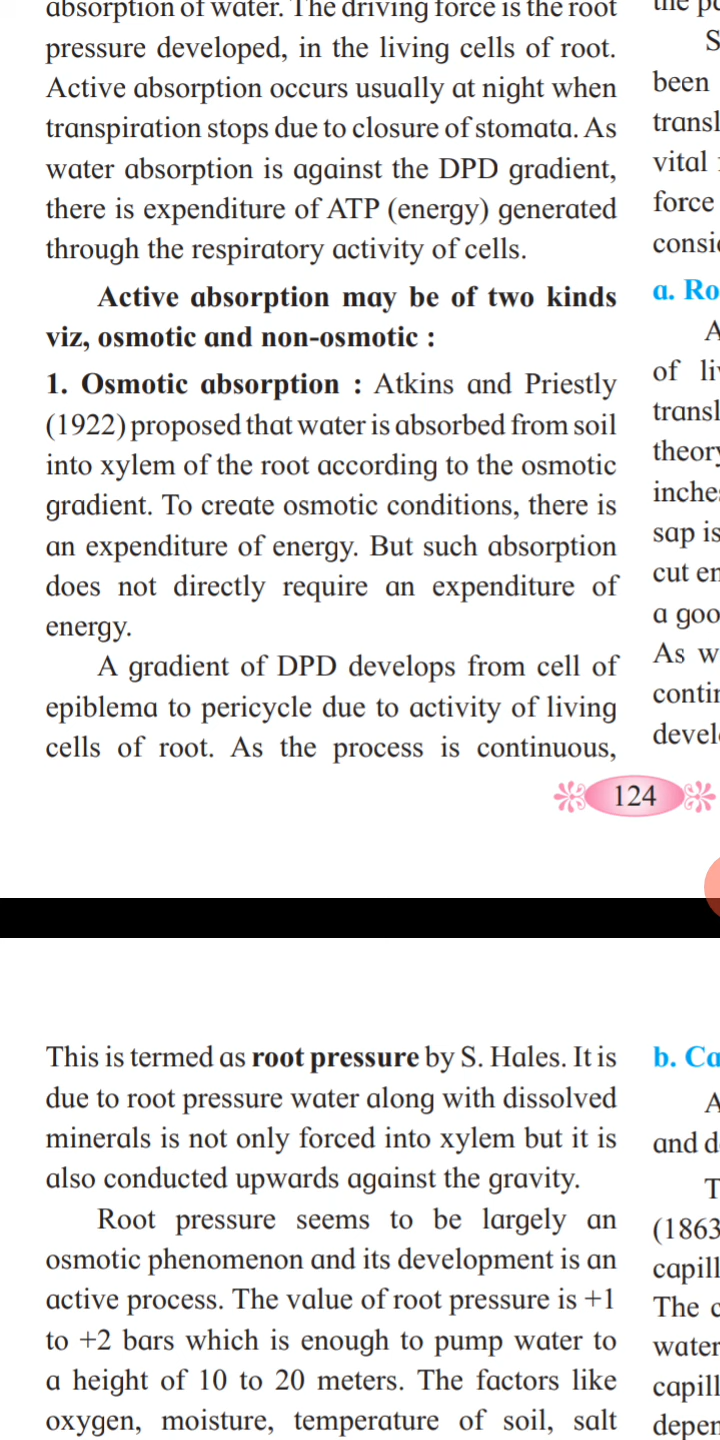 absorption of water. The driving force is the root
pressure developed, in the living cells of root.
Active absorption occurs usually at night when
transpiration stops due to closure of stomata. As
water absorption is against the DPD gradient,
there is expenditure of ATP (energy) generated
through the respiratory activity of cells.
Active absorption may be of two kinds
viz, osmotic and non-osmotic :
1. Osmotic absorption : Atkins and Priestly
(1922) proposed that water is absorbed from soil
into xylem of the root according to the osmotic
gradient. To create osmotic conditions, there is
an expenditure of energy. But such absorption
does not directly require an expenditure of
energy.
A gradient of DPD develops from cell of
epiblema to pericycle due to activity of living
cells of root. As the process is continuous,
the
S
been
transl
vital
force
consi
a. Ro
A
of li
transl
theory
inche
sap is
cut en
a goo
As w
contin
devel
124
This is termed as root pressure by S. Hales. It is
due to root pressure water along with dissolved
minerals is not only forced into xylem but it is
also conducted upwards against the gravity.
Root pressure seems to be largely an
osmotic phenomenon and its development is an
active process. The value of root pressure is +1
to +2 bars which is enough to pump water to
a height of 10 to 20 meters. The factors like
oxygen, moisture, temperature of soil, salt
b. Ca
A
and d
T
(1863
capill
The c
water
capill
depen